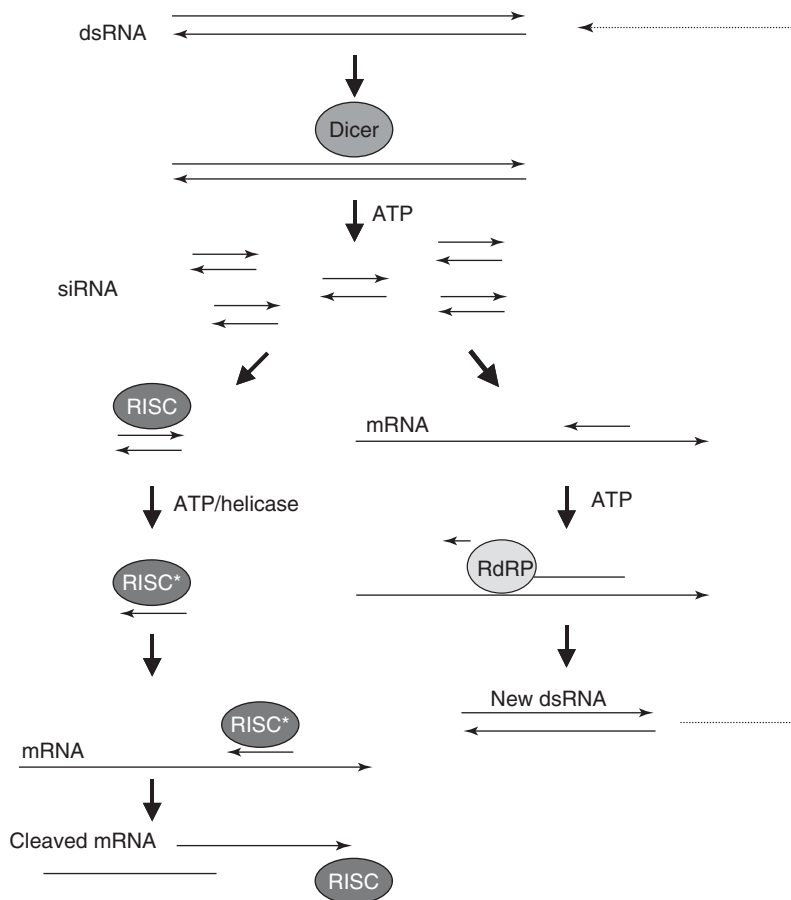 dsRNA
Dicer
ATP
siRNA
RISC
mRNA
ATP/helicase
ATP
RISC*
RdRP
New dsRNA
RISC*
mRNA
Cleaved mRNA
RISC